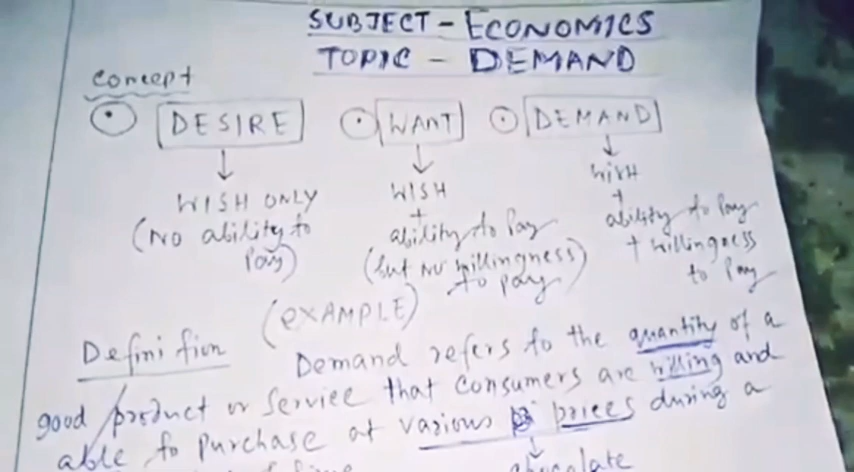 SUBJECT - ECONOMICS
TOPIC - DEMAND
Concept
DESIRE WANT DEMAND
WISH ONLY WISH WISH
(No ability to + +
Pay) ability to Pay ability to Pay
(but no willingness) + willingness
to pay to Pay
(EXAMPLE)
Definition Demand refers to the quantity of a
good/product or Service that Consumers are willing and
able to Purchase at various prices during a
chocolate